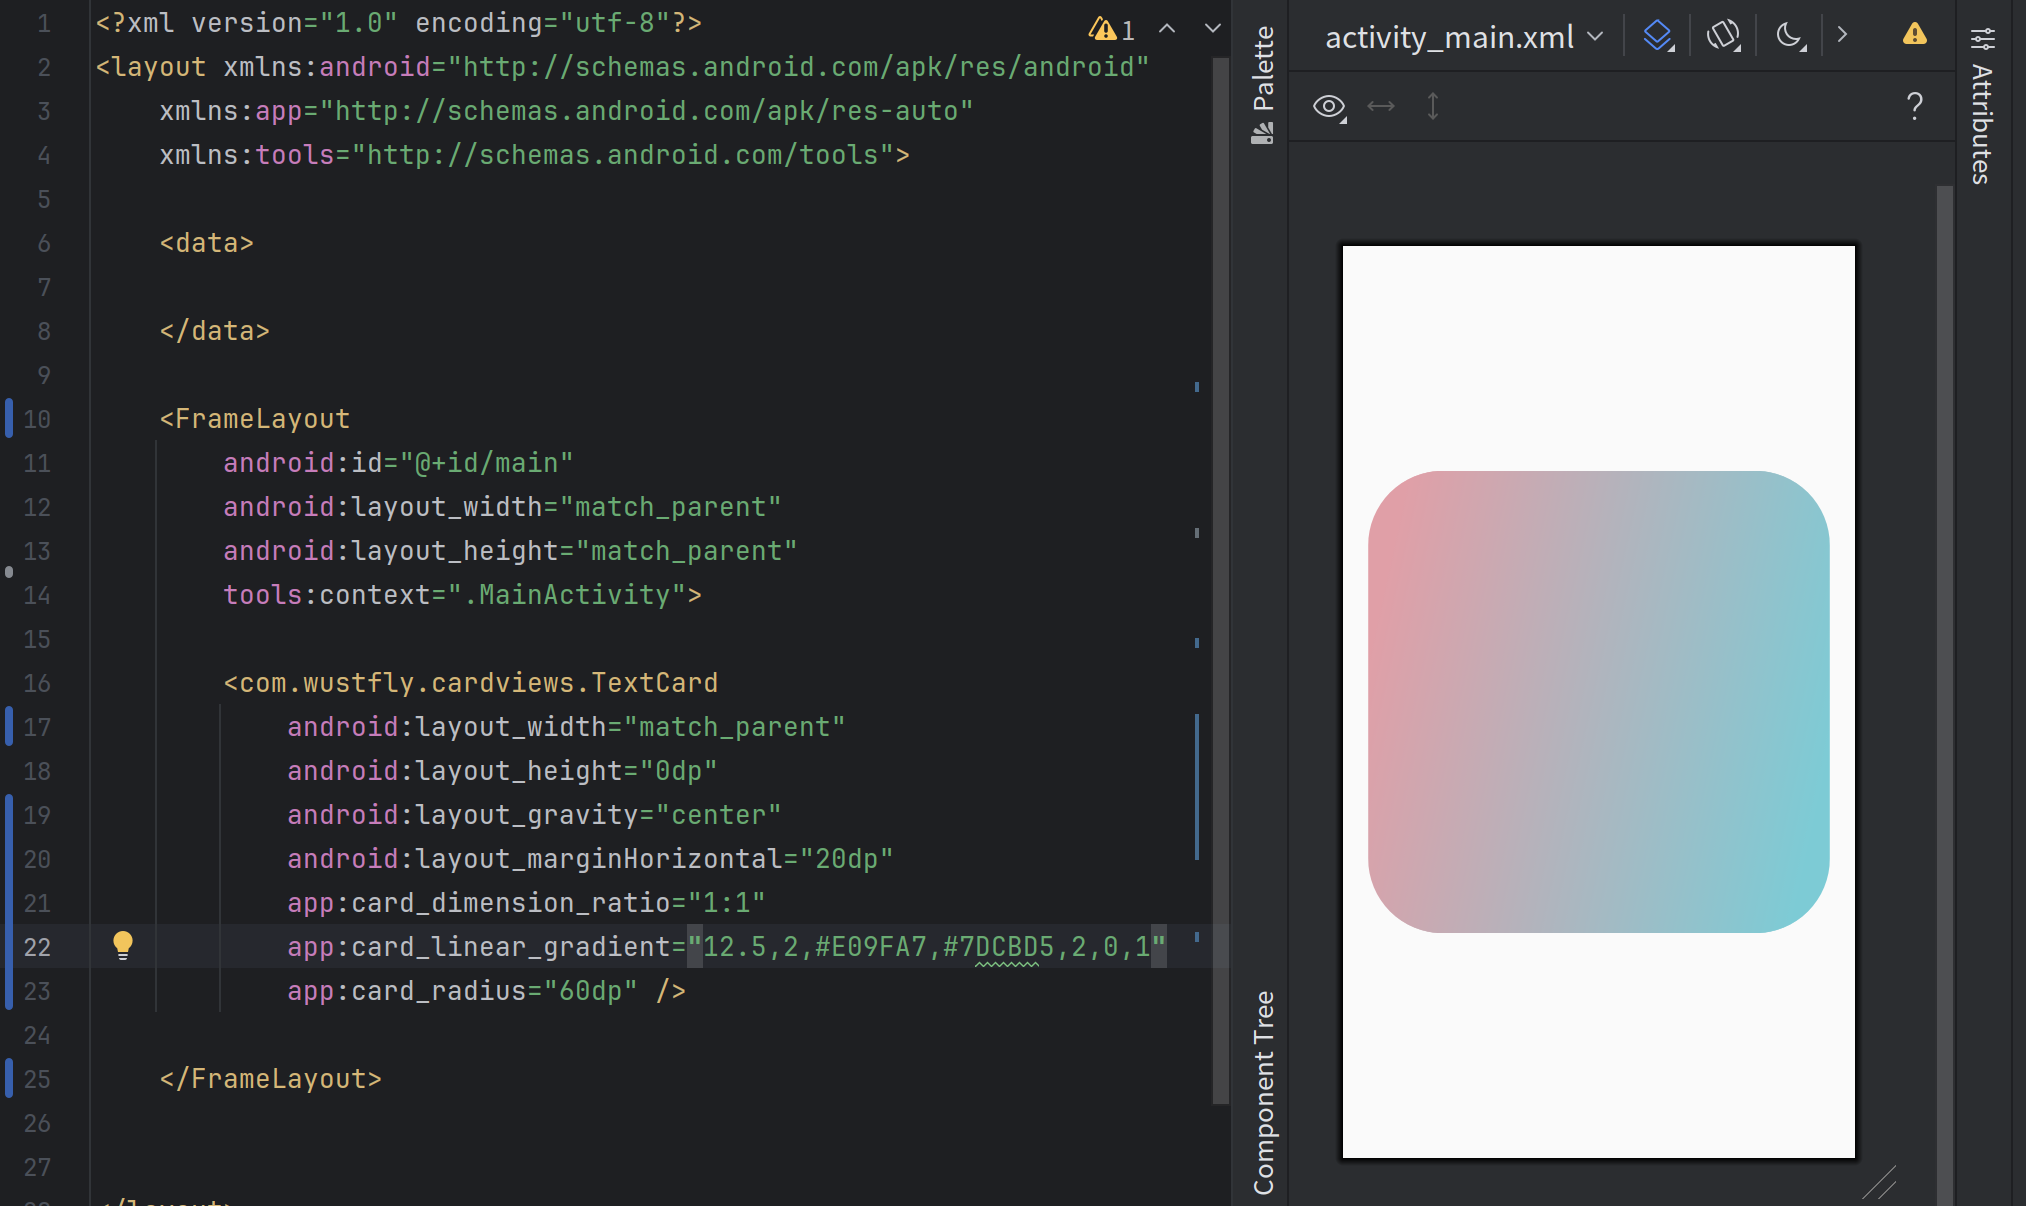 1 <?xml version="1.0" encoding="utf-8"?>
2 <layout xmlns:android="http://schemas.android.com/apk/res/android"
3     xmlns:app="http://schemas.android.com/apk/res-auto"
4     xmlns:tools="http://schemas.android.com/tools">
5
6     <data>
7
8     </data>
9
10     <FrameLayout
11         android:id="@+id/main"
12         android:layout_width="match_parent"
13         android:layout_height="match_parent"
14         tools:context=".MainActivity">
15
16         <com.wustfly.cardviews.TextCard
17             android:layout_width="match_parent"
18             android:layout_height="0dp"
19             android:layout_gravity="center"
20             android:layout_marginHorizontal="20dp"
21             app:card_dimension_ratio="1:1"
22             app:card_linear_gradient="12.5,2,#E09FA7,#7DCBD5,2,0,1"
23             app:card_radius="60dp" />
24
25     </FrameLayout>
26
27
1
Palette
Component Tree
activity_main.xml
?
Attributes